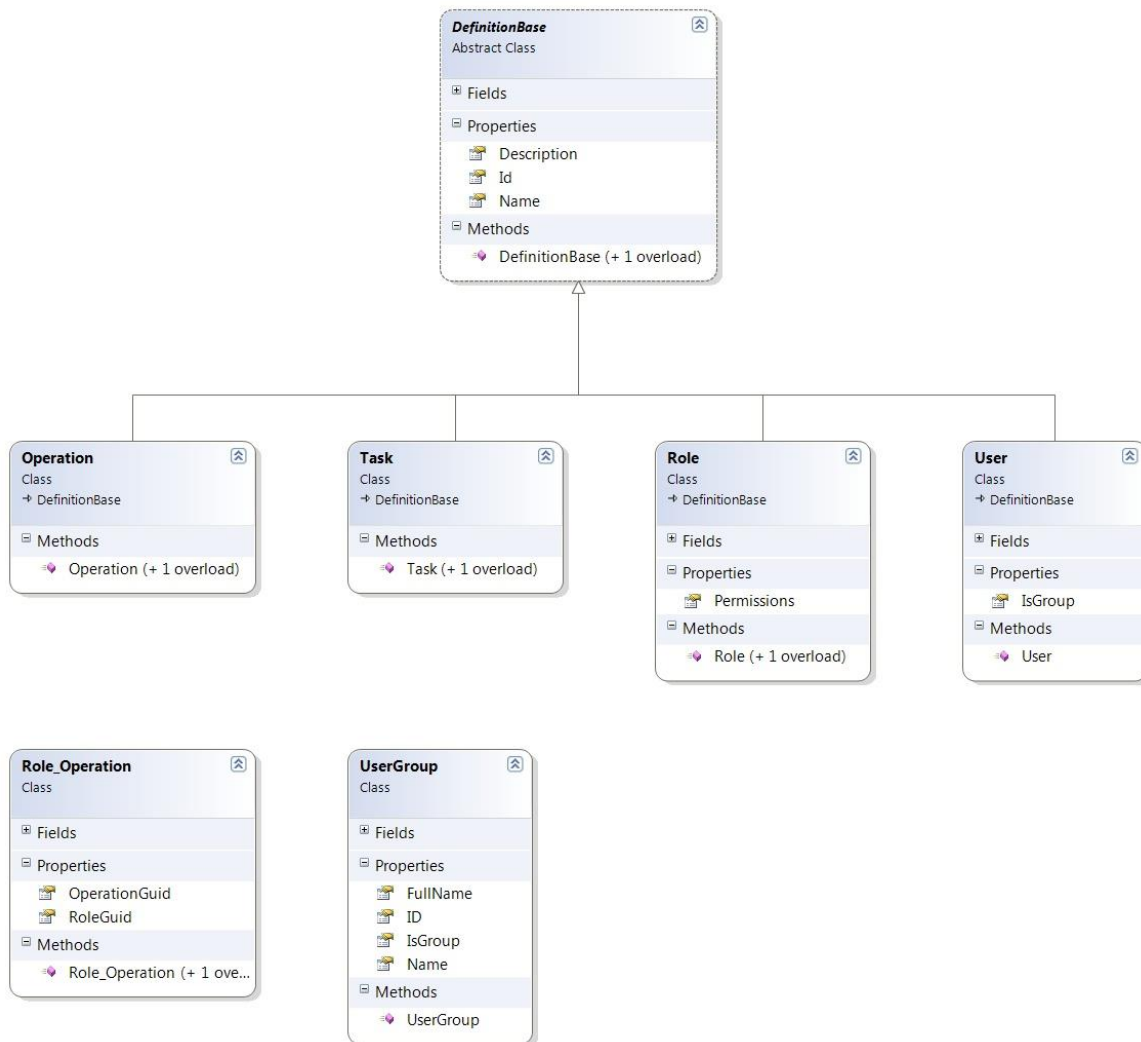 DefinitionBase
Abstract Class
Fields
Properties
Description
Id
Name
Methods
DefinitionBase (+ 1 overload)
Operation
Class
DefinitionBase
Methods
Operation (+ 1 overload)
Task
Class
DefinitionBase
Methods
Task (+ 1 overload)
Role
Class
DefinitionBase
Fields
Properties
Permissions
Methods
Role (+ 1 overload)
User
Class
DefinitionBase
Fields
Properties
IsGroup
Methods
User
Role_Operation
Class
Fields
Properties
OperationGuid
RoleGuid
Methods
Role_Operation (+ 1 ove...
UserGroup
Class
Fields
Properties
FullName
ID
IsGroup
Name
Methods
UserGroup